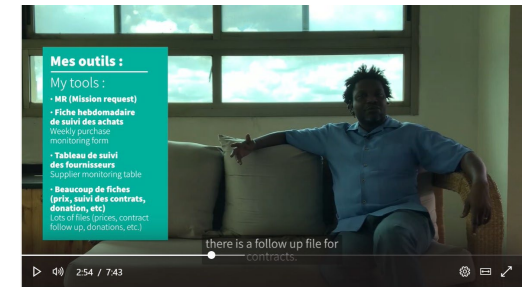 Mes outils :
My tools :
• MR (Mission request)
• Fiche hebdomadaire
de suivi des achats
Weekly purchase
monitoring form
• Tableau de suivi
des fournisseurs
Supplier monitoring table
• Beaucoup de fiches
(prix, suivi des contrats,
donation, etc)
Lots of files (prices, contract
follow up, donations, etc.)
there is a follow up file for
contracts.
2:54 / 7:43